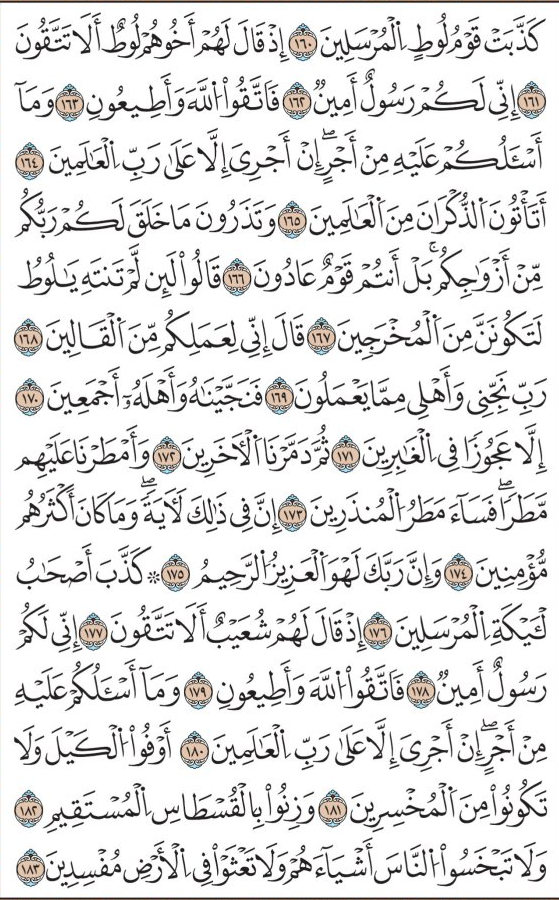 كَذَّبَتْ قَوْمُ لُوطٍ ٱلْمُرْسَلِينَ ١٦٠ إِذْ قَالَ لَهُمْ أَخُوهُمْ لُوطٌ أَلَا تَتَّقُونَ
١٦١ إِنِّى لَكُمْ رَسُولٌ أَمِينٌ ١٦٢ فَٱتَّقُوا۟ ٱللَّهَ وَأَطِيعُونِ ١٦٣ وَمَآ
أَسْـَٔلُكُمْ عَلَيْهِ مِنْ أَجْرٍ ۖ إِنْ أَجْرِىَ إِلَّا عَلَىٰ رَبِّ ٱلْعَـٰلَمِينَ ١٦٤
أَتَأْتُونَ ٱلذُّكْرَانَ مِنَ ٱلْعَـٰلَمِينَ ١٦٥ وَتَذَرُونَ مَا خَلَقَ لَكُمْ رَبُّكُم
مِّنْ أَزْوَٰجِكُم ۚ بَلْ أَنتُمْ قَوْمٌ عَادُونَ ١٦٦ قَالُوا۟ لَئِن لَّمْ تَنتَهِ يَـٰلُوطُ
لَتَكُونَنَّ مِنَ ٱلْمُخْرَجِينَ ١٦٧ قَالَ إِنِّى لِعَمَلِكُم مِّنَ ٱلْقَالِينَ ١٦٨
رَبِّ نَجِّنِى وَأَهْلِى مِمَّا يَعْمَلُونَ ١٦٩ فَنَجَّيْنَـٰهُ وَأَهْلَهُۥٓ أَجْمَعِينَ ١٧٠
إِلَّا عَجُوزًا فِى ٱلْغَـٰبِرِينَ ١٧١ ثُمَّ دَمَّرْنَا ٱلْـَٔاخَرِينَ ١٧٢ وَأَمْطَرْنَا عَلَيْهِم
مَّطَرًا ۖ فَسَآءَ مَطَرُ ٱلْمُنذَرِينَ ١٧٣ إِنَّ فِى ذَٰلِكَ لَـَٔايَةً ۖ وَمَا كَانَ أَكْثَرُهُم
مُّؤْمِنِينَ ١٧٤ وَإِنَّ رَبَّكَ لَهُوَ ٱلْعَزِيزُ ٱلرَّحِيمُ ١٧٥ ۞ كَذَّبَ أَصْحَـٰبُ
لْـَٔيْكَةِ ٱلْمُرْسَلِينَ ١٧٦ إِذْ قَالَ لَهُمْ شُعَيْبٌ أَلَا تَتَّقُونَ ١٧٧ إِنِّى لَكُمْ
رَسُولٌ أَمِينٌ ١٧٨ فَٱتَّقُوا۟ ٱللَّهَ وَأَطِيعُونِ ١٧٩ وَمَآ أَسْـَٔلُكُمْ عَلَيْهِ
مِنْ أَجْرٍ ۖ إِنْ أَجْرِىَ إِلَّا عَلَىٰ رَبِّ ٱلْعَـٰلَمِينَ ١٨٠ أَوْفُوا۟ ٱلْكَيْلَ وَلَا
تَكُونُوا۟ مِنَ ٱلْمُخْسِرِينَ ١٨١ وَزِنُوا۟ بِٱلْقُسْطَاسِ ٱلْمُسْتَقِيمِ ١٨٢
وَلَا تَبْخَسُوا۟ ٱلنَّاسَ أَشْيَآءَهُمْ وَلَا تَعْثَوْا۟ فِى ٱلْأَرْضِ مُفْسِدِينَ ١٨٣